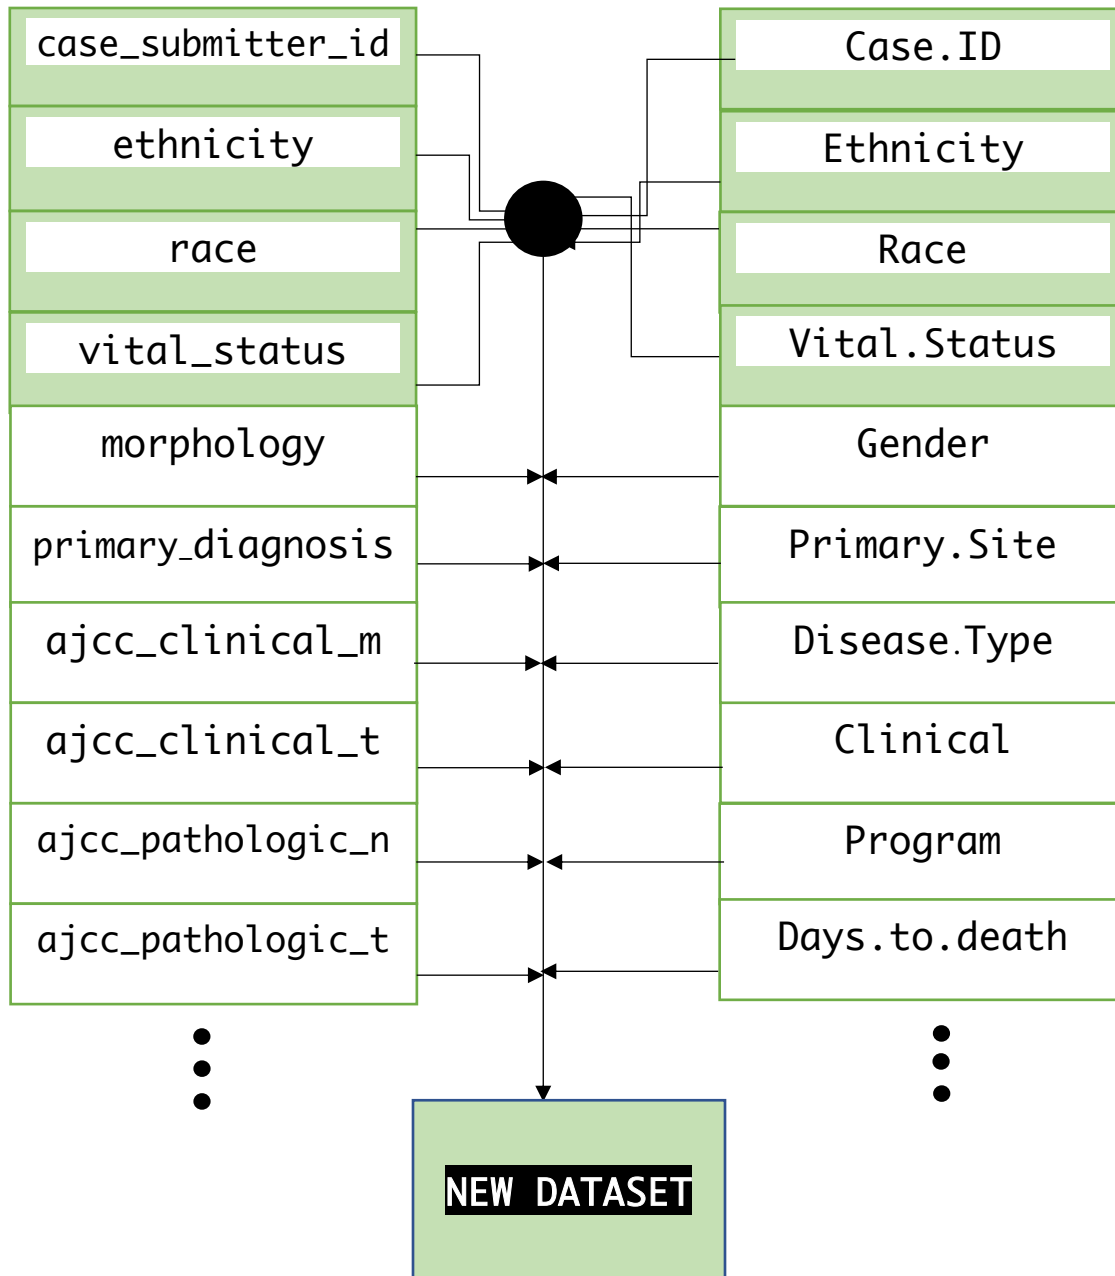 case_submitter_id
ethnicity
race
vital_status
morphology
primary_diagnosis
ajcc_clinical_m
ajcc_clinical_t
ajcc_pathologic_n
ajcc_pathologic_t
Case.ID
Ethnicity
Race
Vital.Status
Gender
Primary.Site
Disease.Type
Clinical
Program
Days.to.death
NEW DATASET